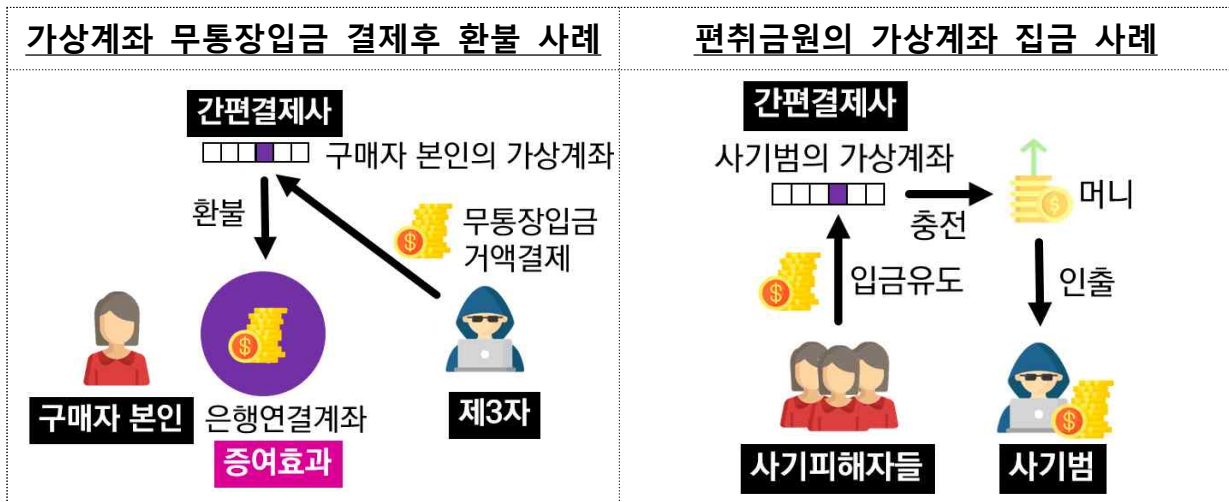 가상계좌 무통장입금 결제후 환불 사례
간편결제사
구매자 본인의 가상계좌
환불
무통장입금
거액결제
구매자 본인
은행연결계좌
증여효과
제3자
편취금원의 가상계좌 집금 사례
간편결제사
사기범의 가상계좌
충전
머니
입금유도
인출
사기피해자들
사기범